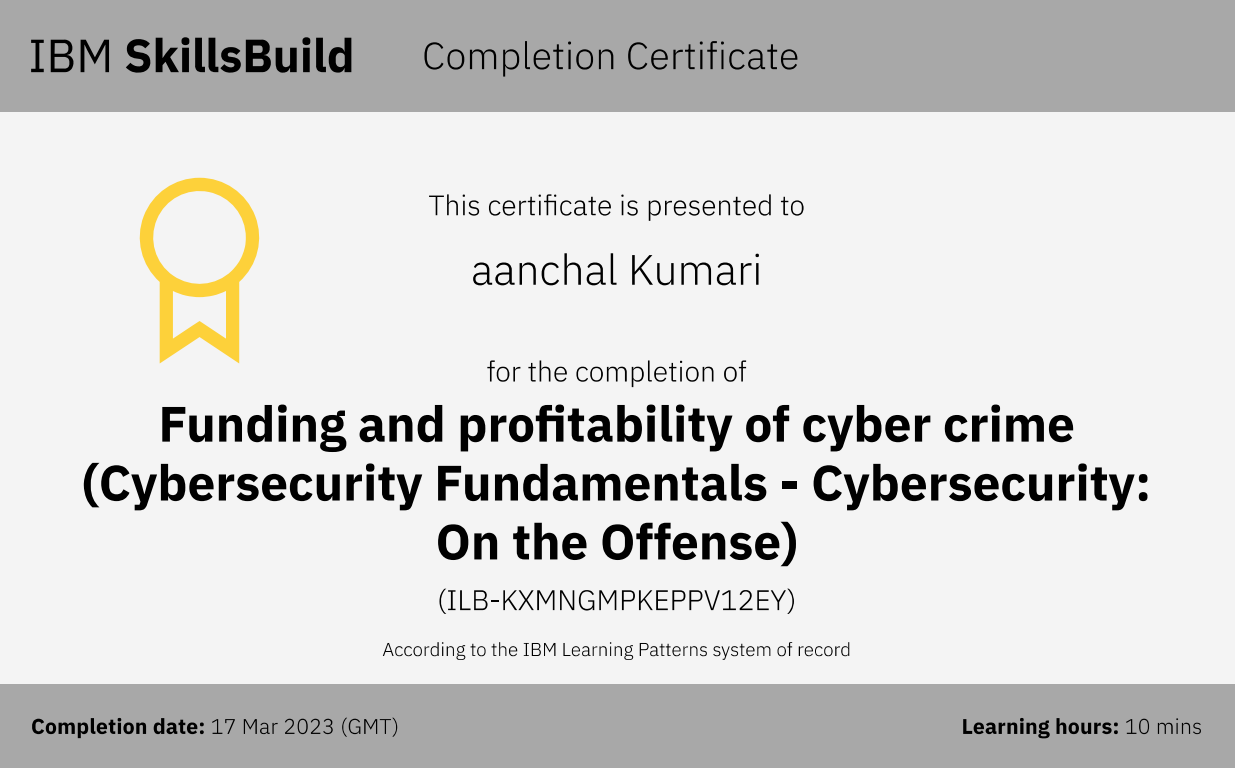 IBM SkillsBuild Completion Certificate
This certificate is presented to
aanchal Kumari
for the completion of
Funding and profitability of cyber crime
(Cybersecurity Fundamentals - Cybersecurity:
On the Offense)
(ILB-KXMNGMPKEPPV12EY)
According to the IBM Learning Patterns system of record
Completion date: 17 Mar 2023 (GMT) Learning hours: 10 mins